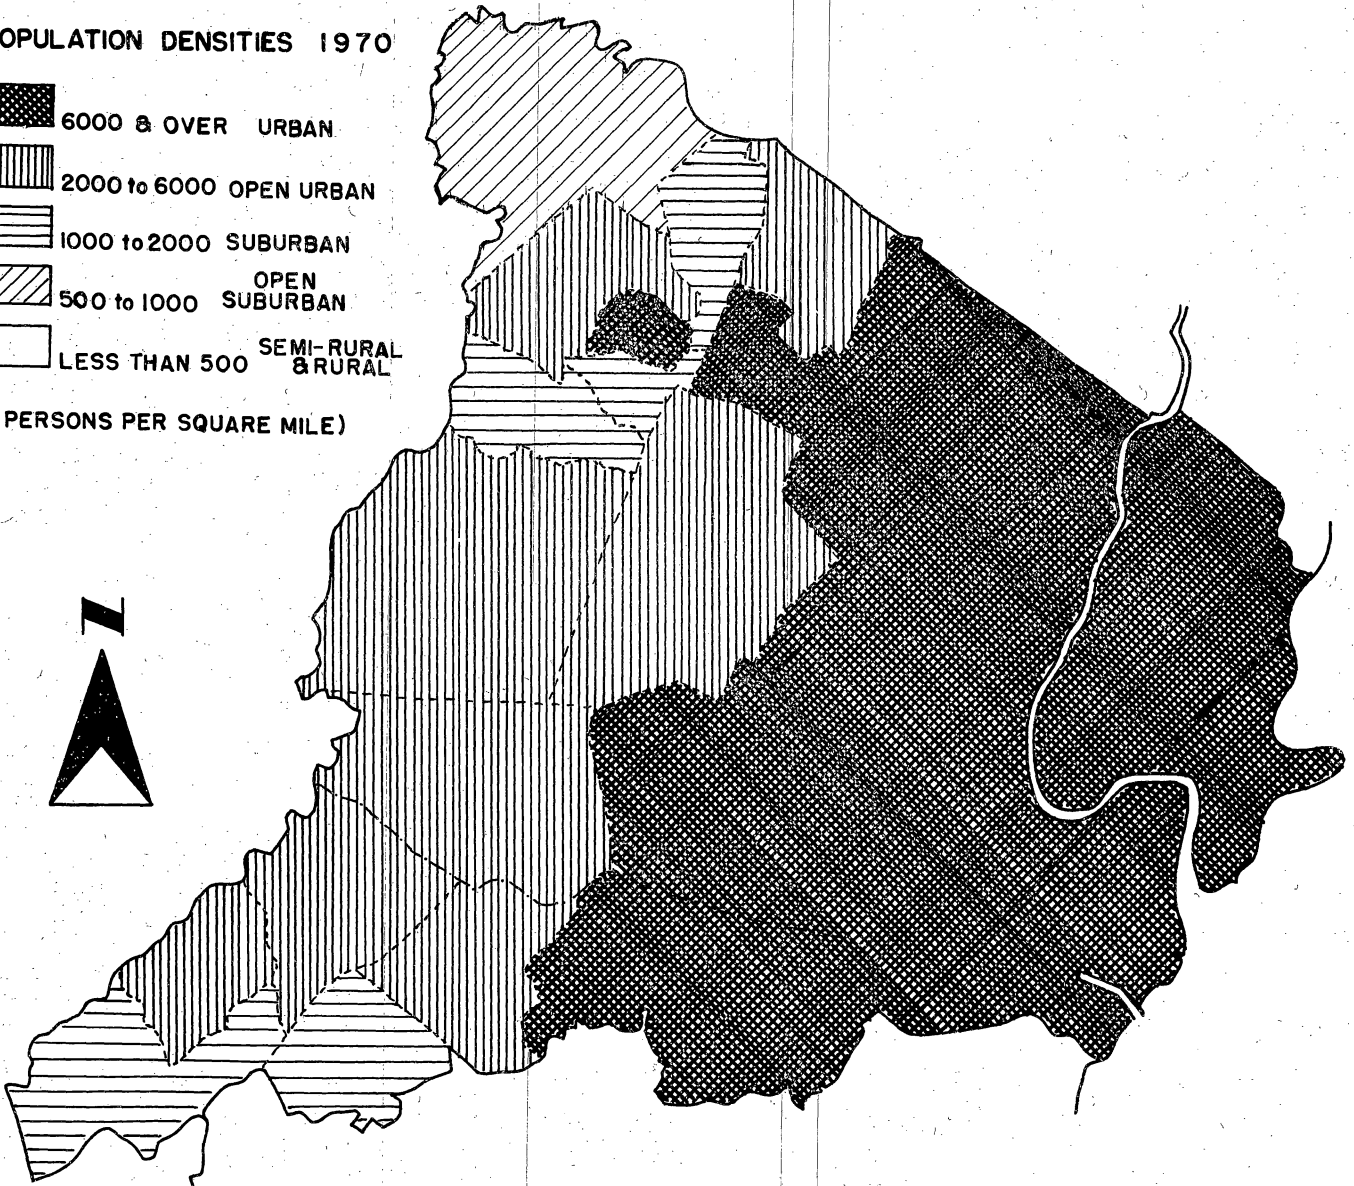 OPULATION DENSITIES 1970
6000 & OVER URBAN
2000 to 6000 OPEN URBAN
1000 to 2000 SUBURBAN
500 to 1000 OPEN SUBURBAN
LESS THAN 500 SEMI-RURAL & RURAL
PERSONS PER SQUARE MILE)
N